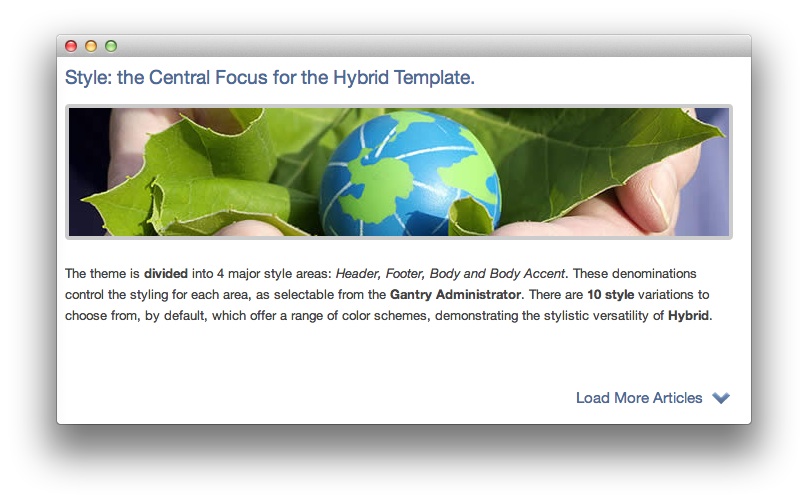 Style: the Central Focus for the Hybrid Template.
The theme is divided into 4 major style areas: Header, Footer, Body and Body Accent. These denominations
control the styling for each area, as selectable from the Gantry Administrator. There are 10 style variations to
choose from, by default, which offer a range of color schemes, demonstrating the stylistic versatility of Hybrid.
Load More Articles